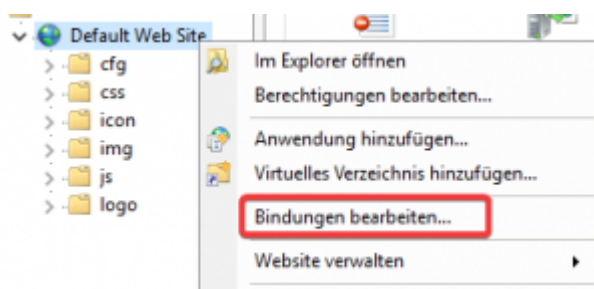 Default Web Site
cfg
css
icon
img
js
logo
Im Explorer öffnen
Berechtigungen bearbeiten...
Anwendung hinzufügen...
Virtuelles Verzeichnis hinzufügen...
Bindungen bearbeiten...
Website verwalten